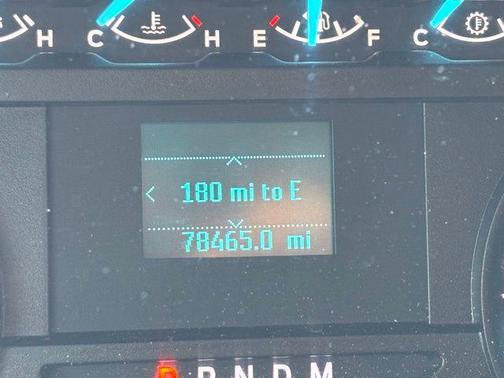 H C H E F C
180 mi to E
78465.0 mi
P R N D M